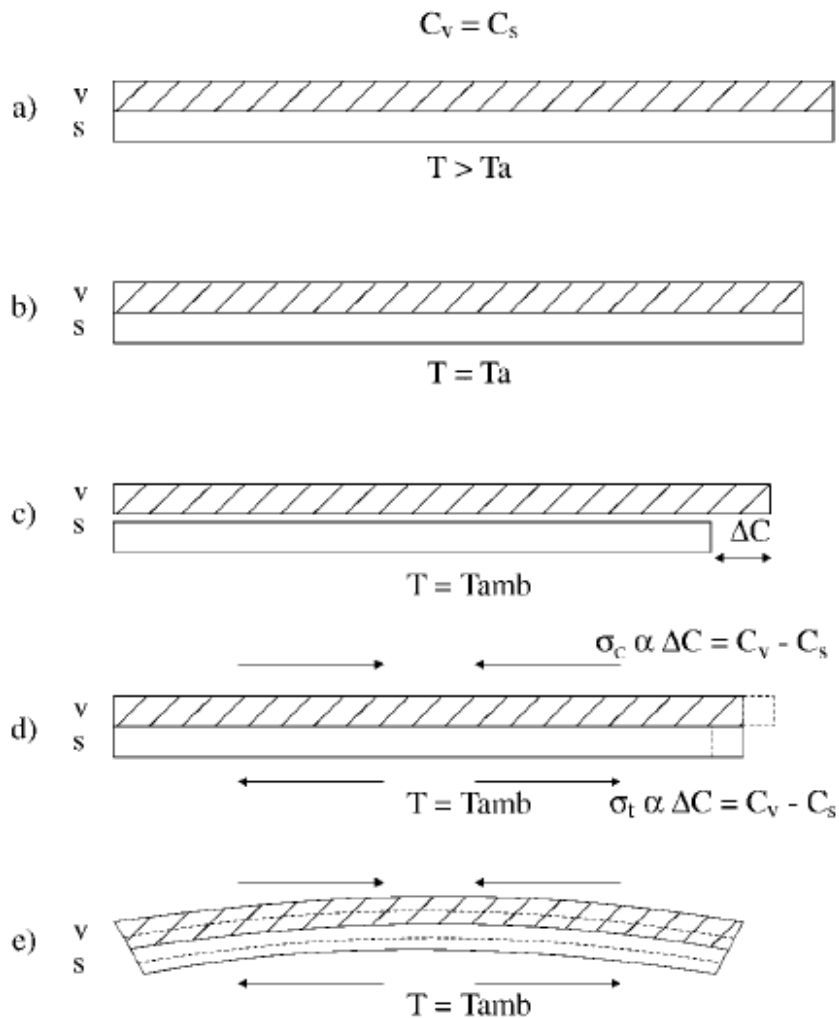 Cv = Cs
a) v
s
T > Ta
b) v
s
T = Ta
c) v
s
ΔC
T = Tamb
σc α ΔC = Cv - Cs
d) v
s
T = Tamb
σt α ΔC = Cv - Cs
e) v
s
T = Tamb